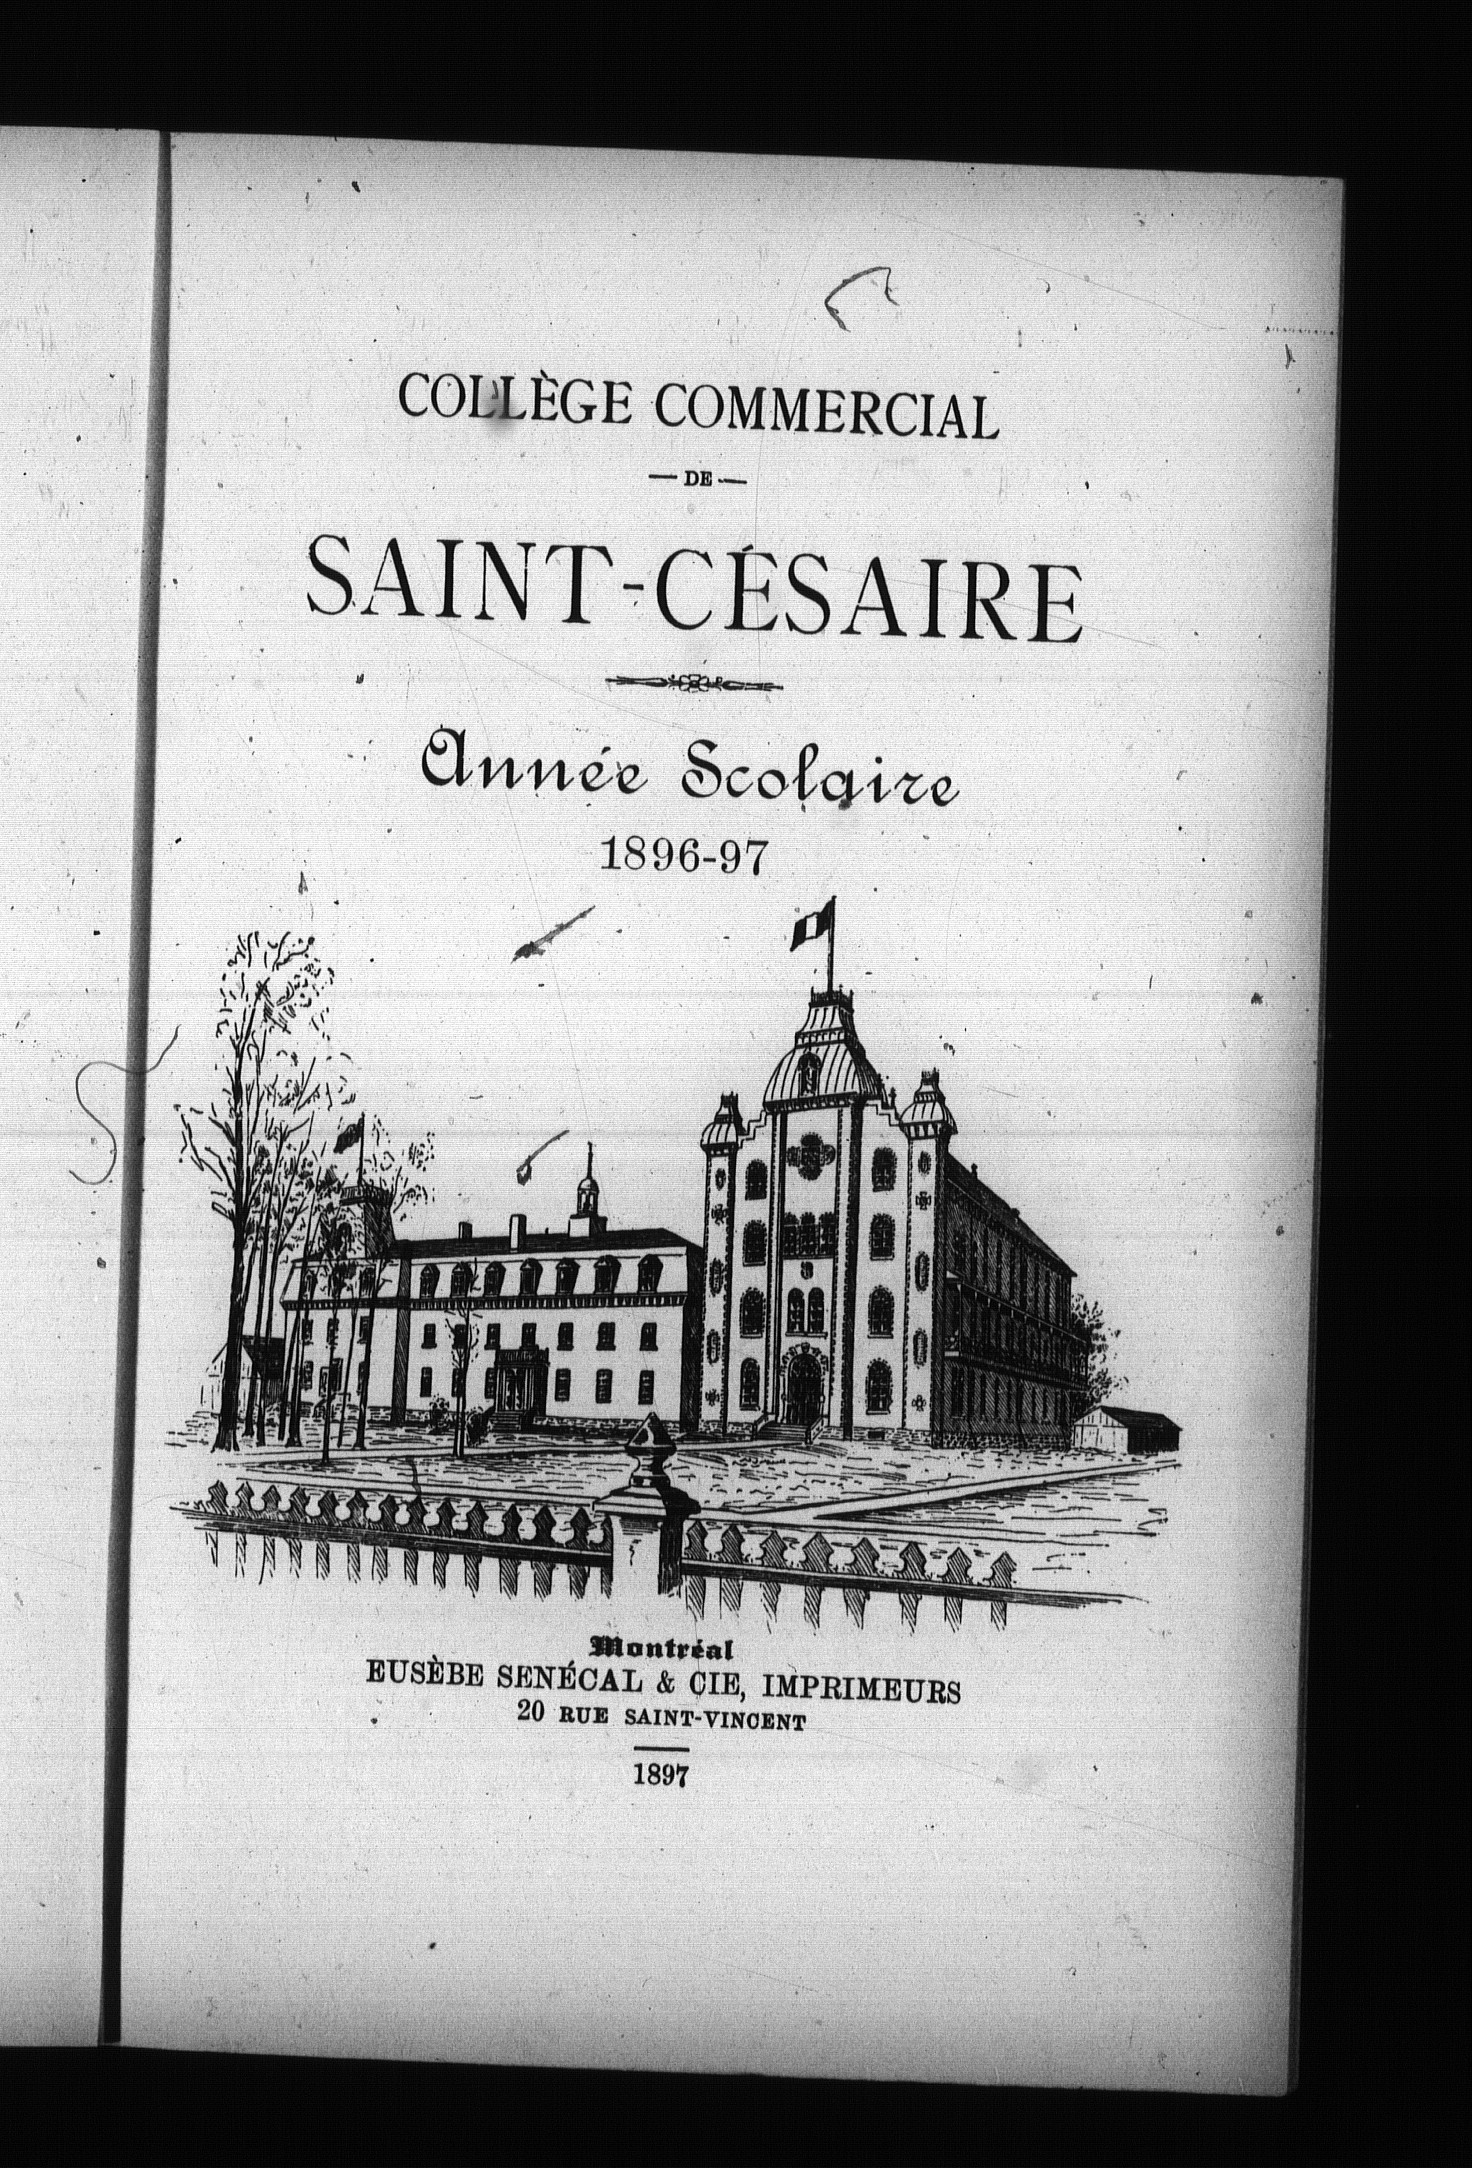 COLLÈGE COMMERCIAL
— DE —
SAINT-CÉSAIRE
Année Scolaire
1896-97
Montréal
EUSÈBE SENÉCAL & CIE, IMPRIMEURS
20 RUE SAINT-VINCENT
1897